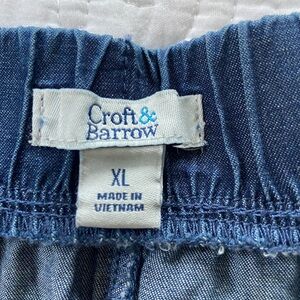 Croft&
Barrow
XL
MADE IN
VIETNAM